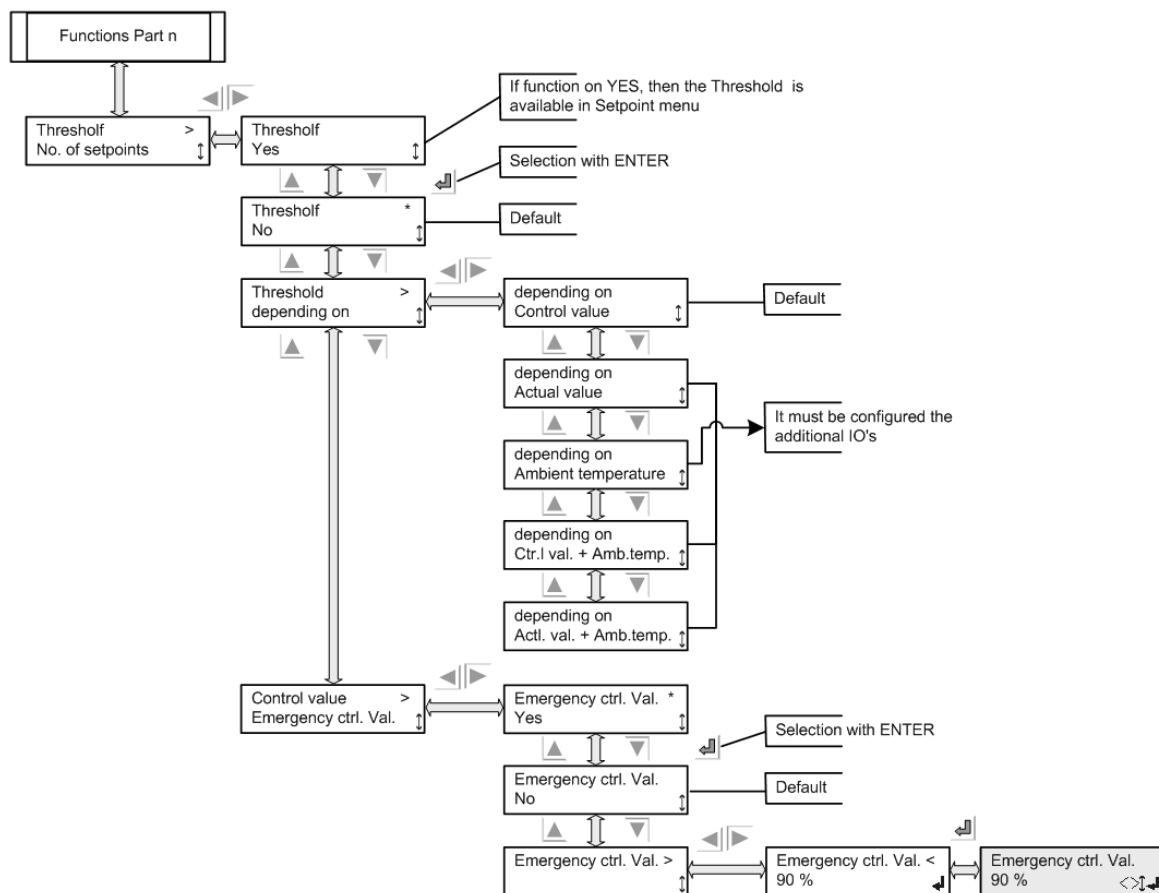 Functions Part n
If function on YES, then the Threshold is
available in Setpoint menu
Thresholf >
No. of setpoints
Thresholf
Yes
Selection with ENTER
Thresholf *
No
Default
Threshold >
depending on
depending on
Control value
Default
depending on
Actual value
It must be configured the
additional IO's
depending on
Ambient temperature
depending on
Ctr.l val. + Amb.temp.
depending on
Actl. val. + Amb.temp.
Control value >
Emergency ctrl. Val.
Emergency ctrl. Val. *
Yes
Selection with ENTER
Emergency ctrl. Val.
No
Default
Emergency ctrl. Val. >
Emergency ctrl. Val. <
90 %
Emergency ctrl. Val.
90 %